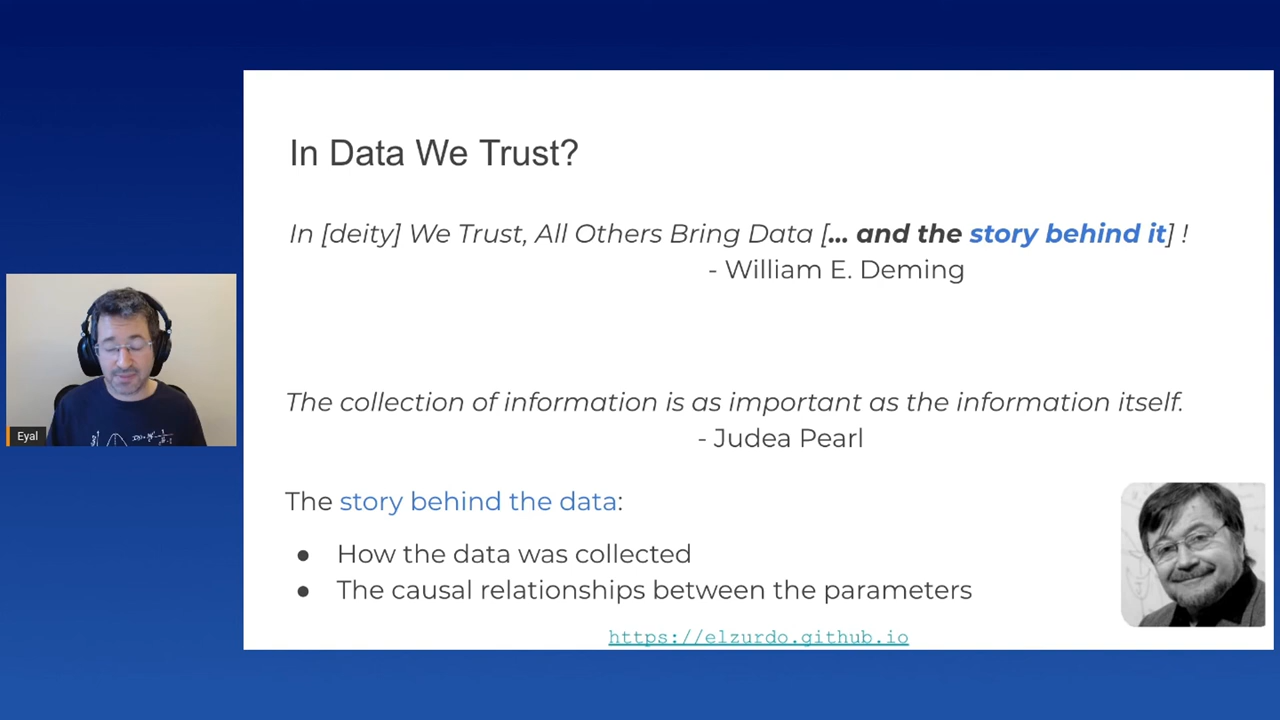 In Data We Trust?
In [deity] We Trust, All Others Bring Data [... and the story behind it] !
- William E. Deming
The collection of information is as important as the information itself.
- Judea Pearl
Eyal
The story behind the data:
● How the data was collected
● The causal relationships between the parameters
https://elzurdo.github.io